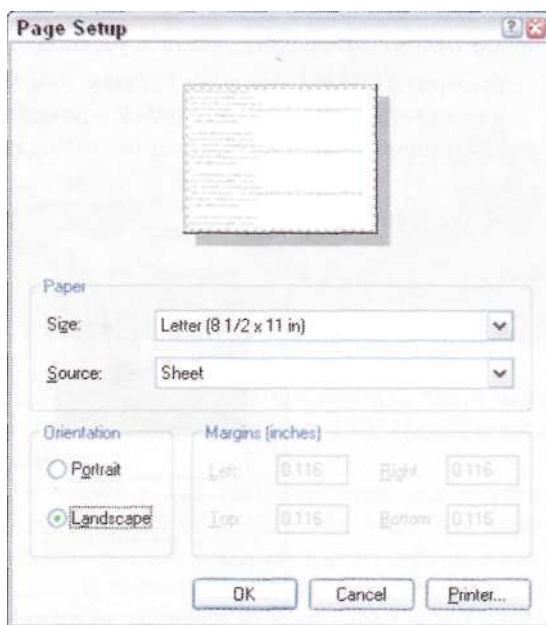 Page Setup
Paper
Size: Letter (8 1/2 x 11 in)
Source: Sheet
Orientation
Portrait
Landscape
Margins (inches)
Left: 0.116 Right: 0.116
Top: 0.116 Bottom: 0.116
OK Cancel Printer...